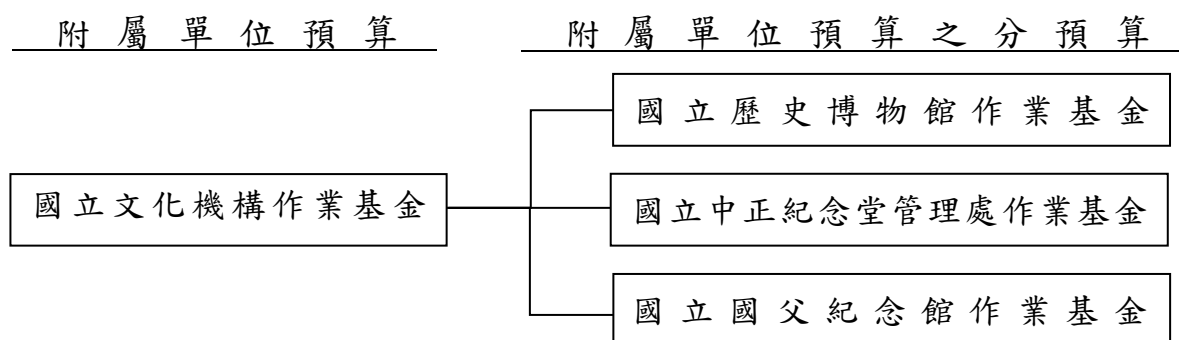 附屬單位預算
附屬單位預算之分預算
國立歷史博物館作業基金
國立文化機構作業基金
國立中正紀念堂管理處作業基金
國立國父紀念館作業基金